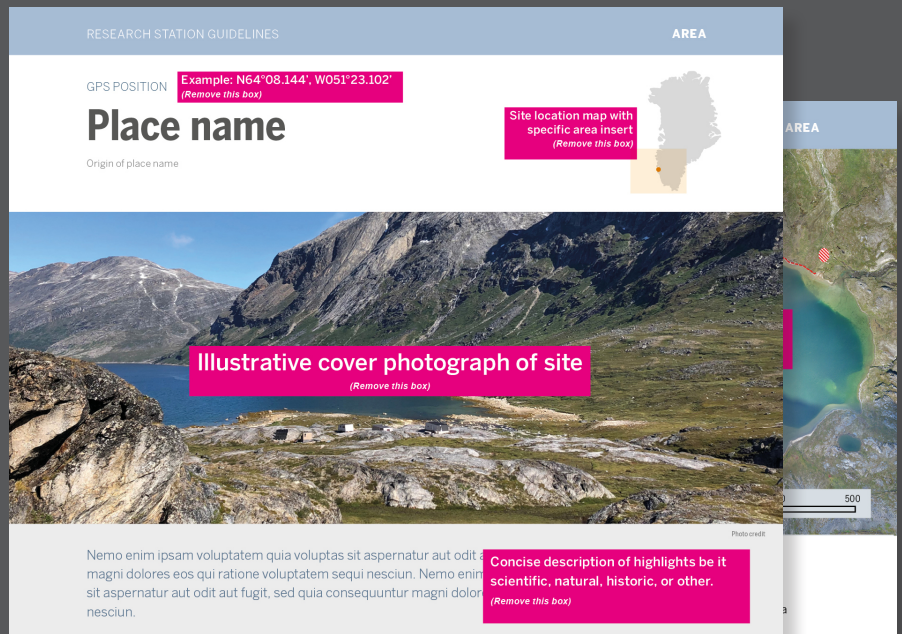 RESEARCH STATION GUIDELINES
AREA
GPS POSITION
Example: N64°08.144', W051°23.102'
(Remove this box)
Place name
Origin of place name
Site location map with
specific area insert
(Remove this box)
AREA
Illustrative cover photograph of site
(Remove this box)
500
Photo credit
Nemo enim ipsam voluptatem quia voluptas sit aspernatur aut odit
magni dolores eos qui ratione voluptatem sequi nesciun. Nemo enim
sit aspernatur aut odit aut fugit, sed quia consequuntur magni
nesciun.
Concise description of highlights be it
scientific, natural, historic, or other.
(Remove this box)